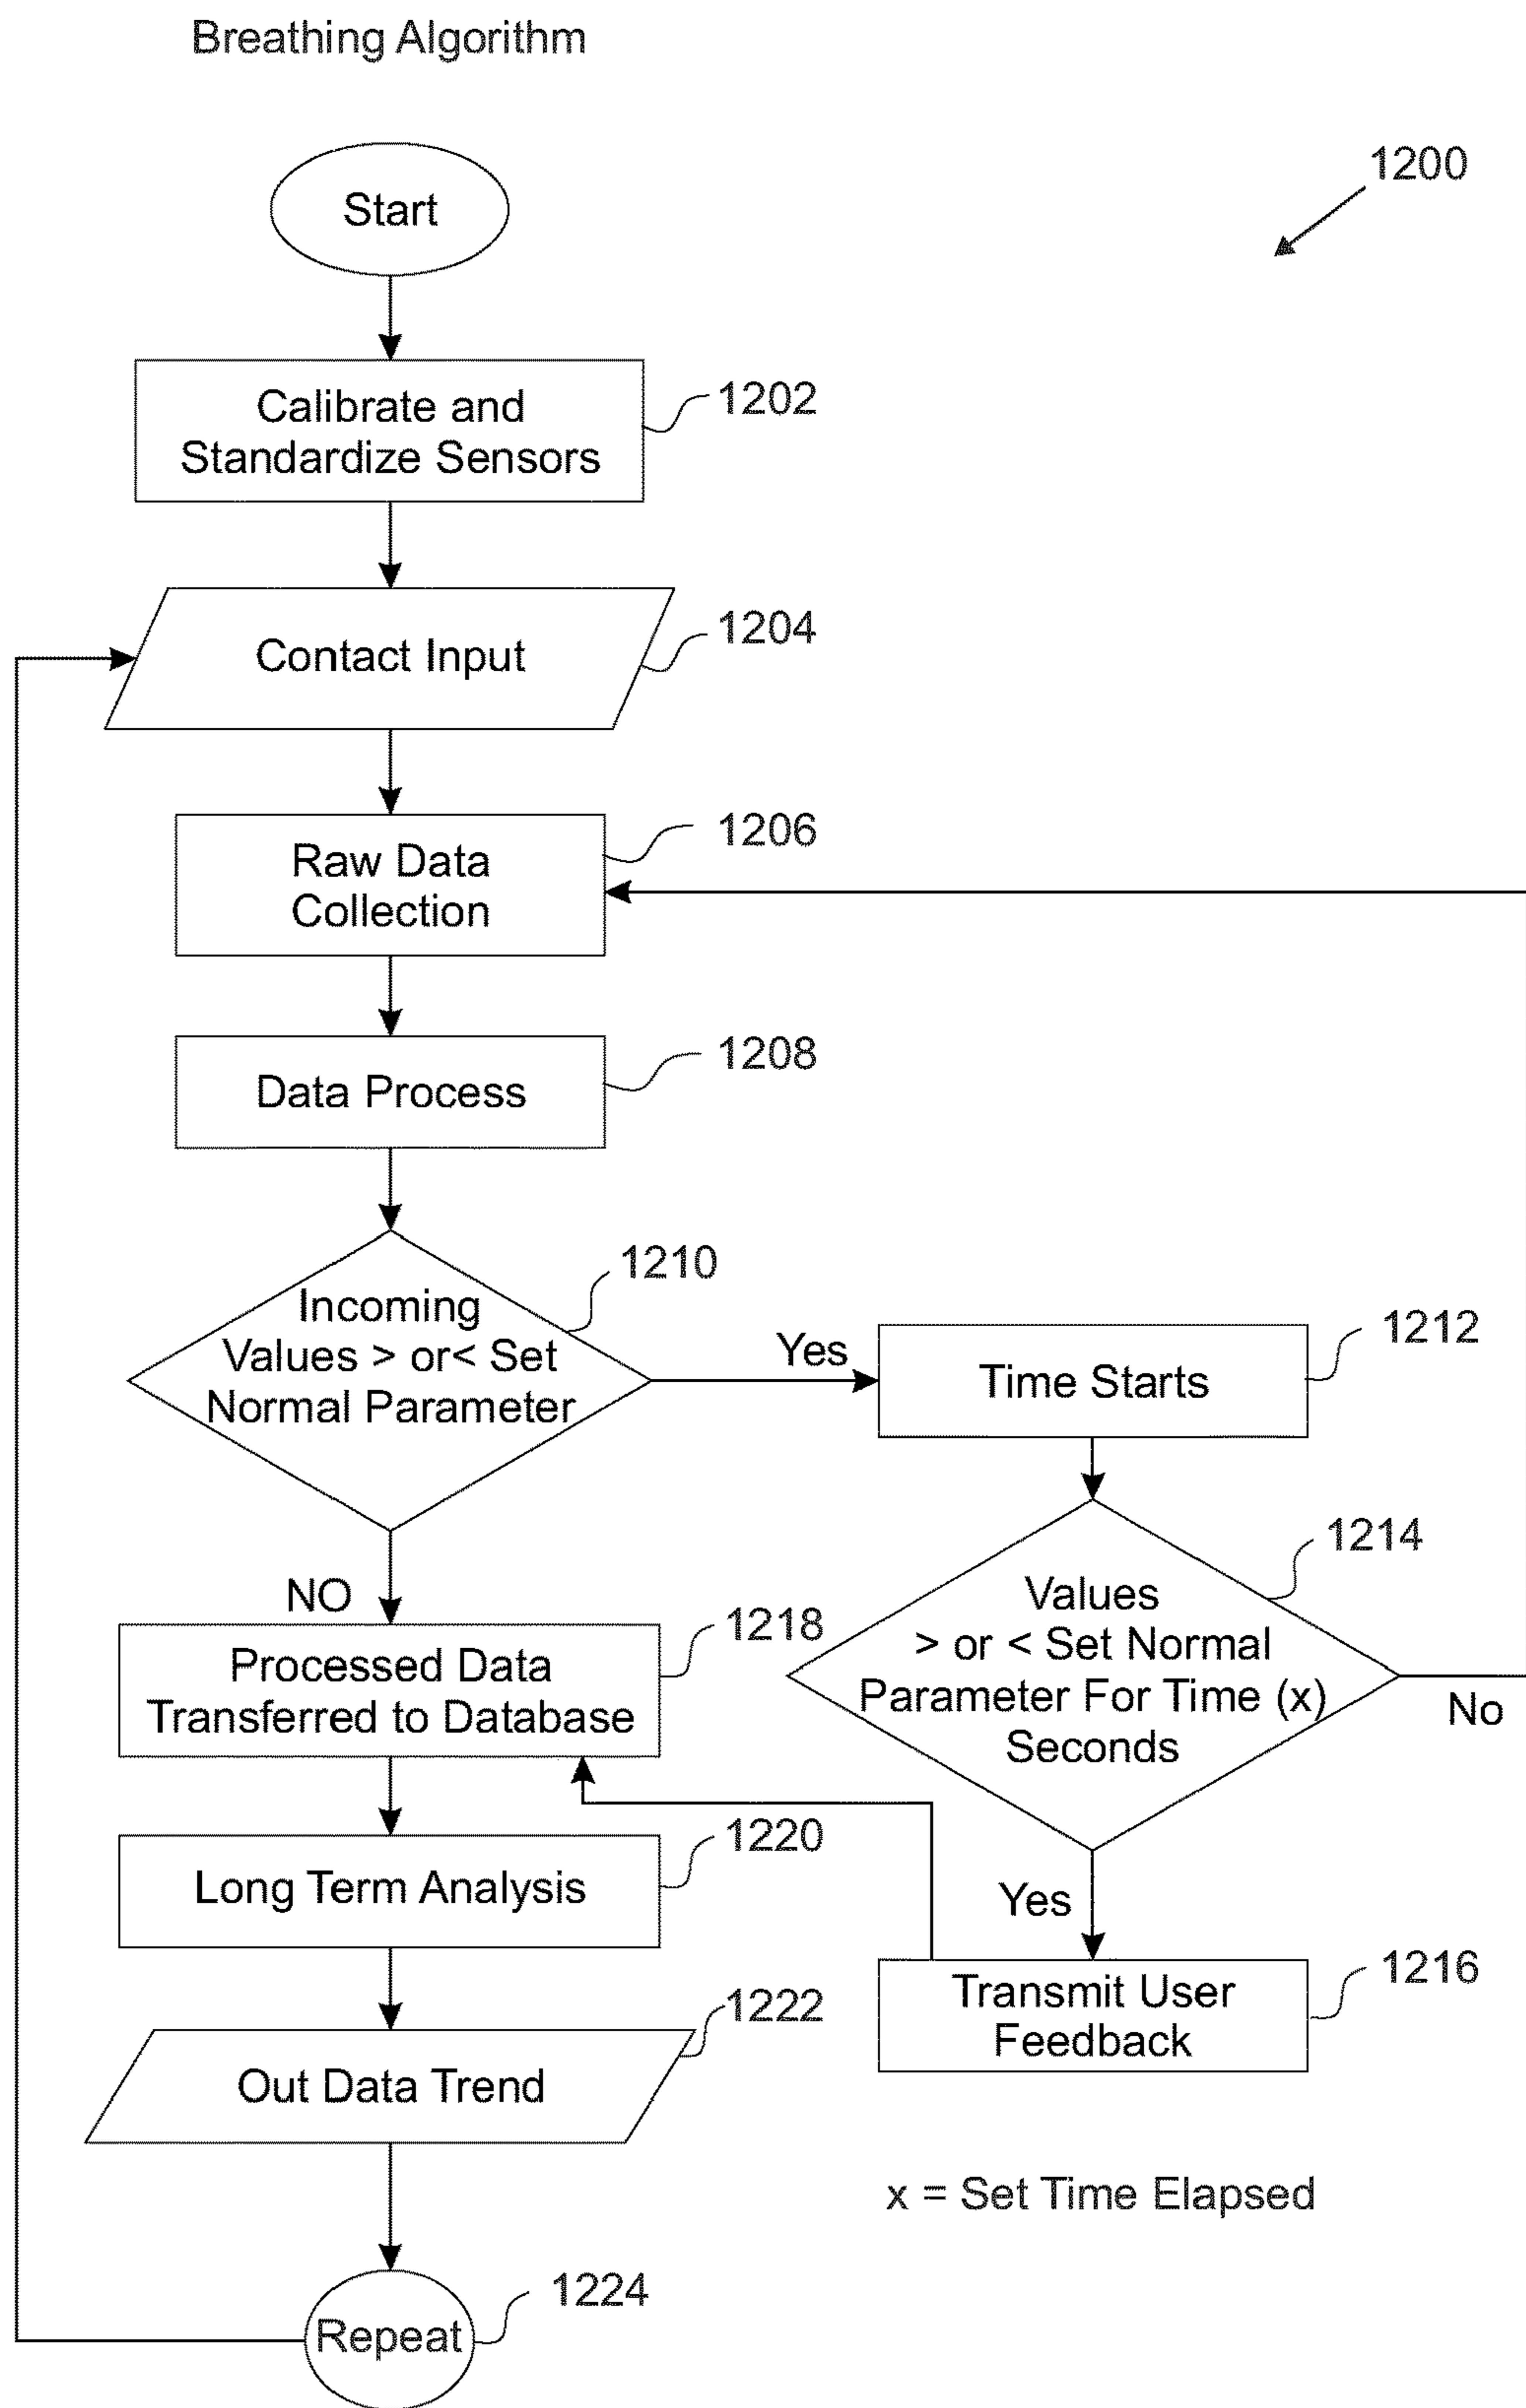 Breathing Algorithm
1200
Start
Calibrate and
Standardize Sensors
1202
Contact Input
1204
Raw Data
Collection
1206
Data Process
1208
Incoming
Values > or< Set
Normal Parameter
1210
Yes
Time Starts
1212
Values
> or < Set Normal
Parameter For Time (x)
Seconds
1214
No
NO
Processed Data
Transferred to Database
1218
Long Term Analysis
1220
Yes
Transmit User
Feedback
1216
Out Data Trend
1222
x = Set Time Elapsed
Repeat
1224